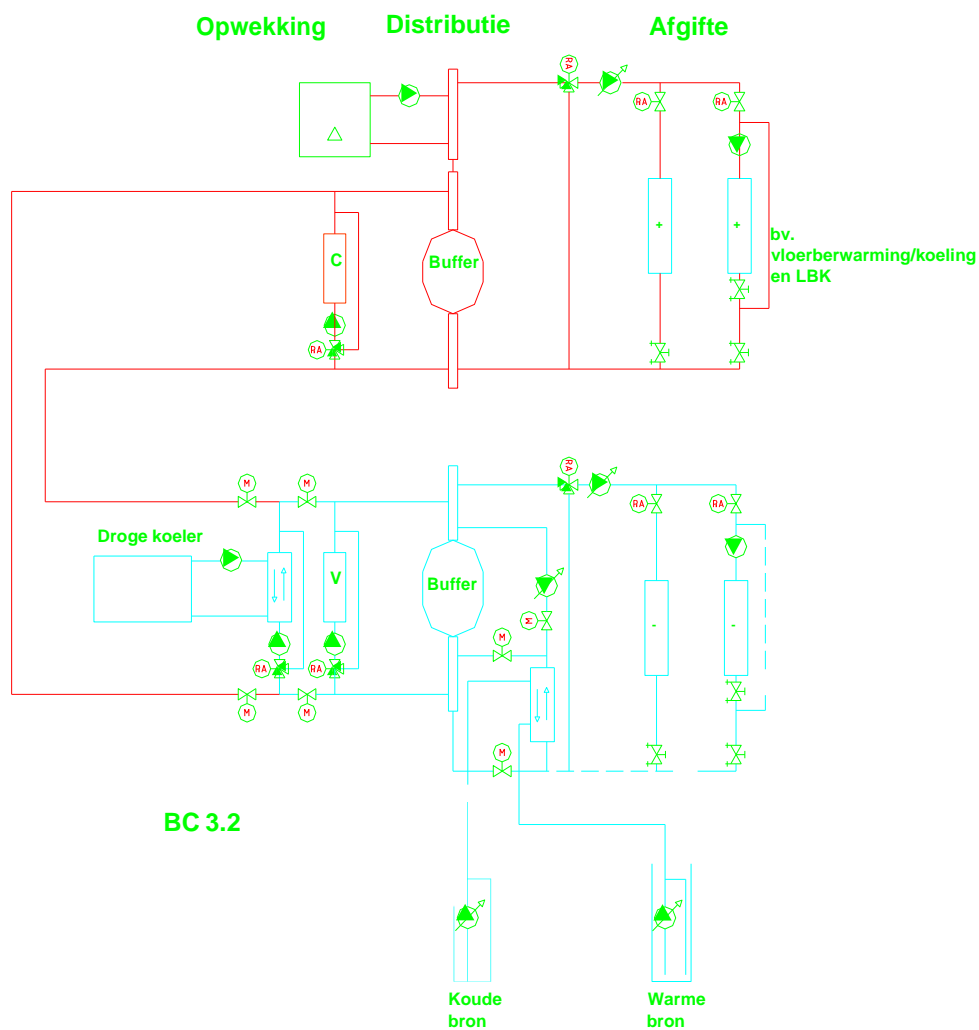 Opwekking
Distributie
Afgifte
RA
RA
RA
C
Buffer
+
+
bv.
vloerberwarming/koeling
en LBK
RA
M
M
RA
RA
RA
Droge koeler
V
Buffer
M
M
-
-
RA
RA
M
M
M
BC 3.2
Koude
bron
Warme
bron